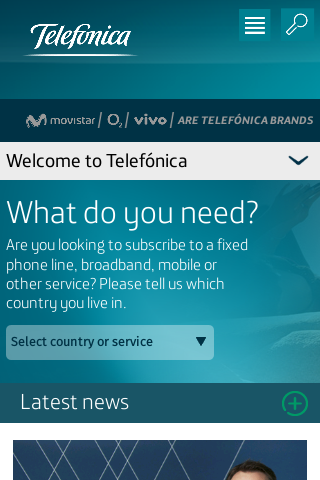 Telefónica
movistar / O2 / vivo / ARE TELEFÓNICA BRANDS
Welcome to Telefónica
What do you need?
Are you looking to subscribe to a fixed
phone line, broadband, mobile or
other service? Please tell us which
country you live in.
Select country or service
Latest news